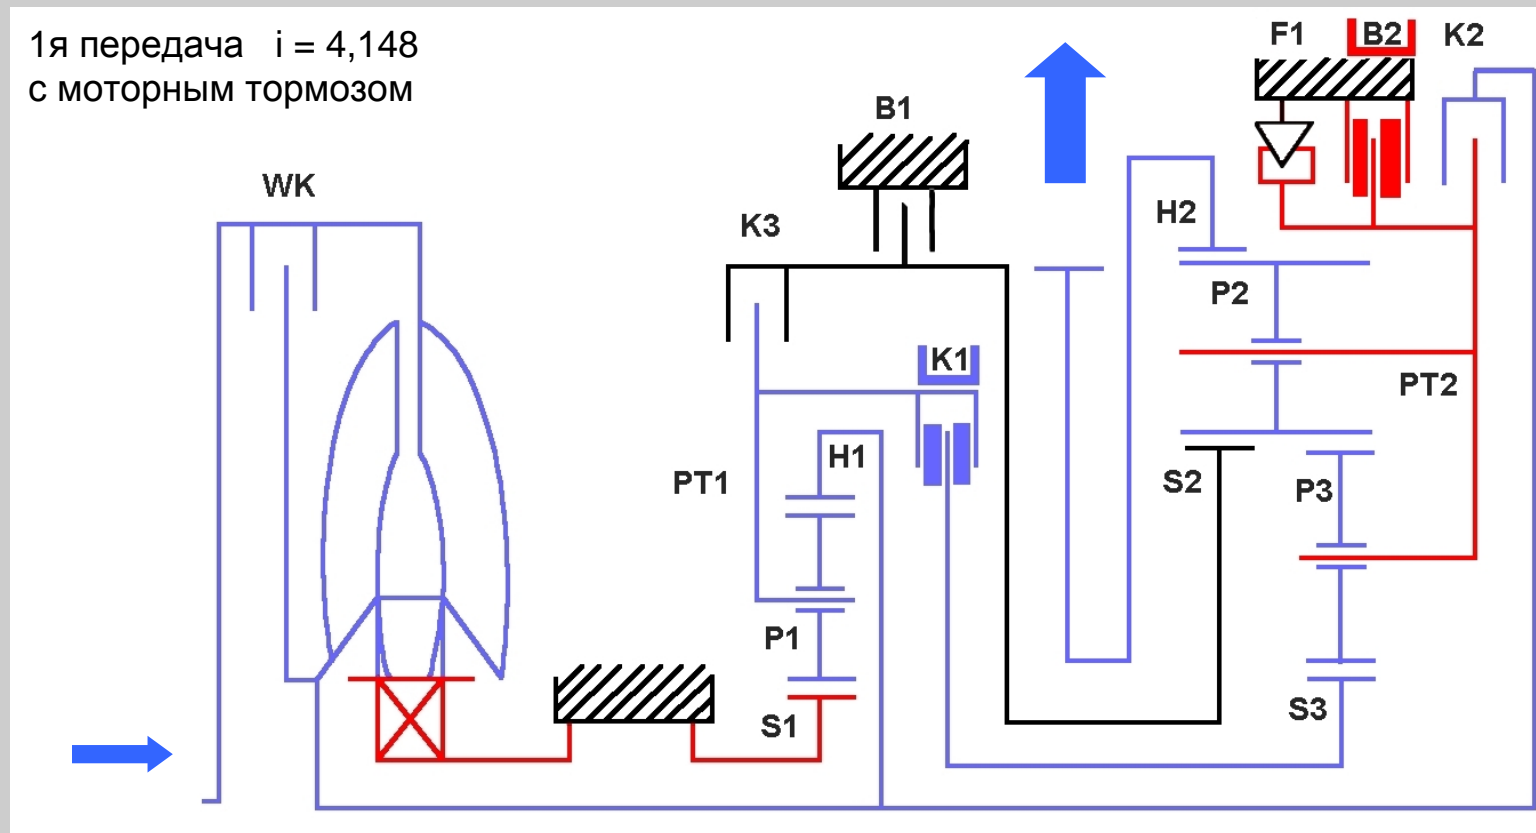 1я передача i = 4,148
с моторным тормозом
F1
B2
K2
B1
WK
K3
H2
P2
K1
PT2
H1
PT1
S2
P3
P1
S1
S3